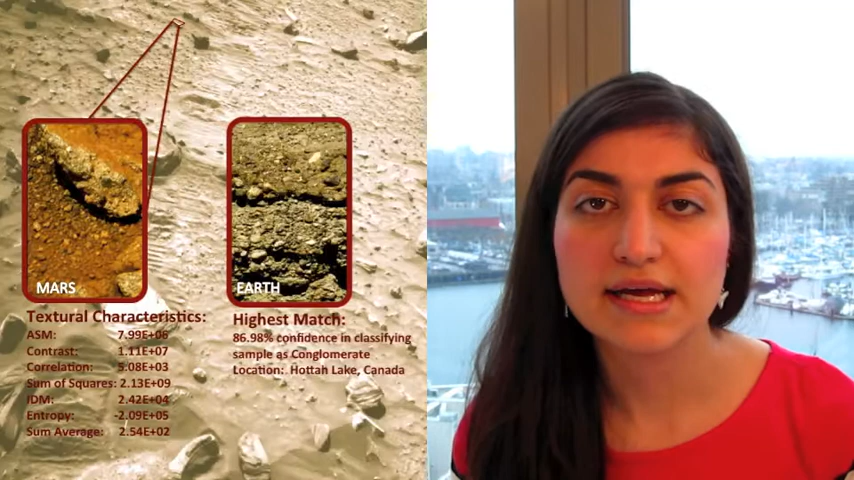 MARS
EARTH
Textural Characteristics:
ASM: 7.99E+06
Contrast: 1.11E+07
Correlation: 5.08E+03
Sum of Squares: 2.13E+09
IDM: 2.42E+04
Entropy: -2.09E+05
Sum Average: 2.54E+02
Highest Match:
86.98% confidence in classifying
sample as Conglomerate
Location: Hottah Lake, Canada